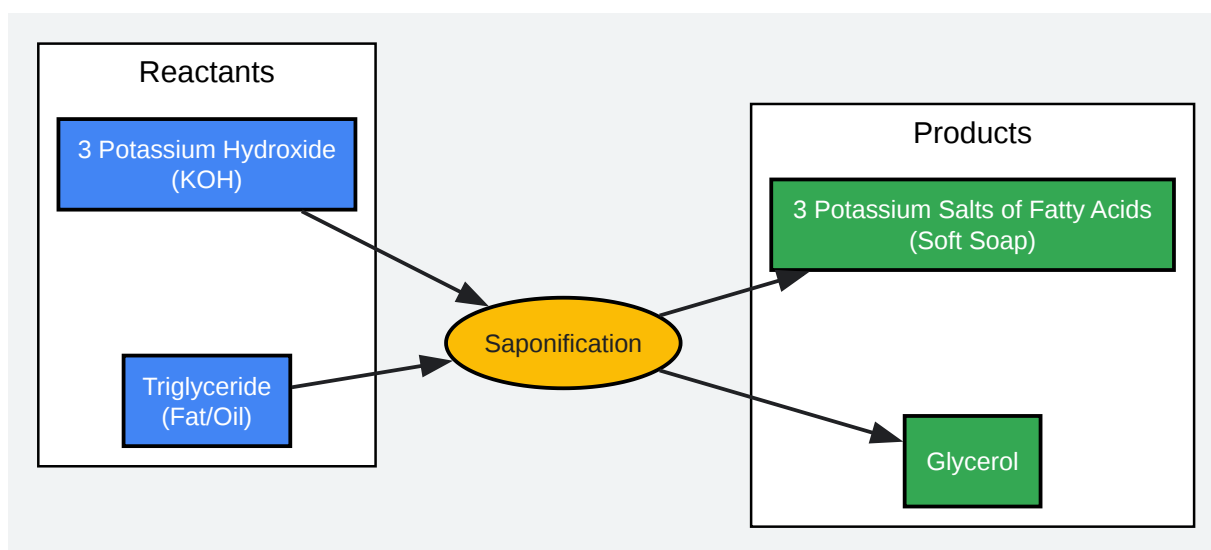 Reactants
3 Potassium Hydroxide
(KOH)
Triglyceride
(Fat/Oil)
Saponification
Products
3 Potassium Salts of Fatty Acids
(Soft Soap)
Glycerol